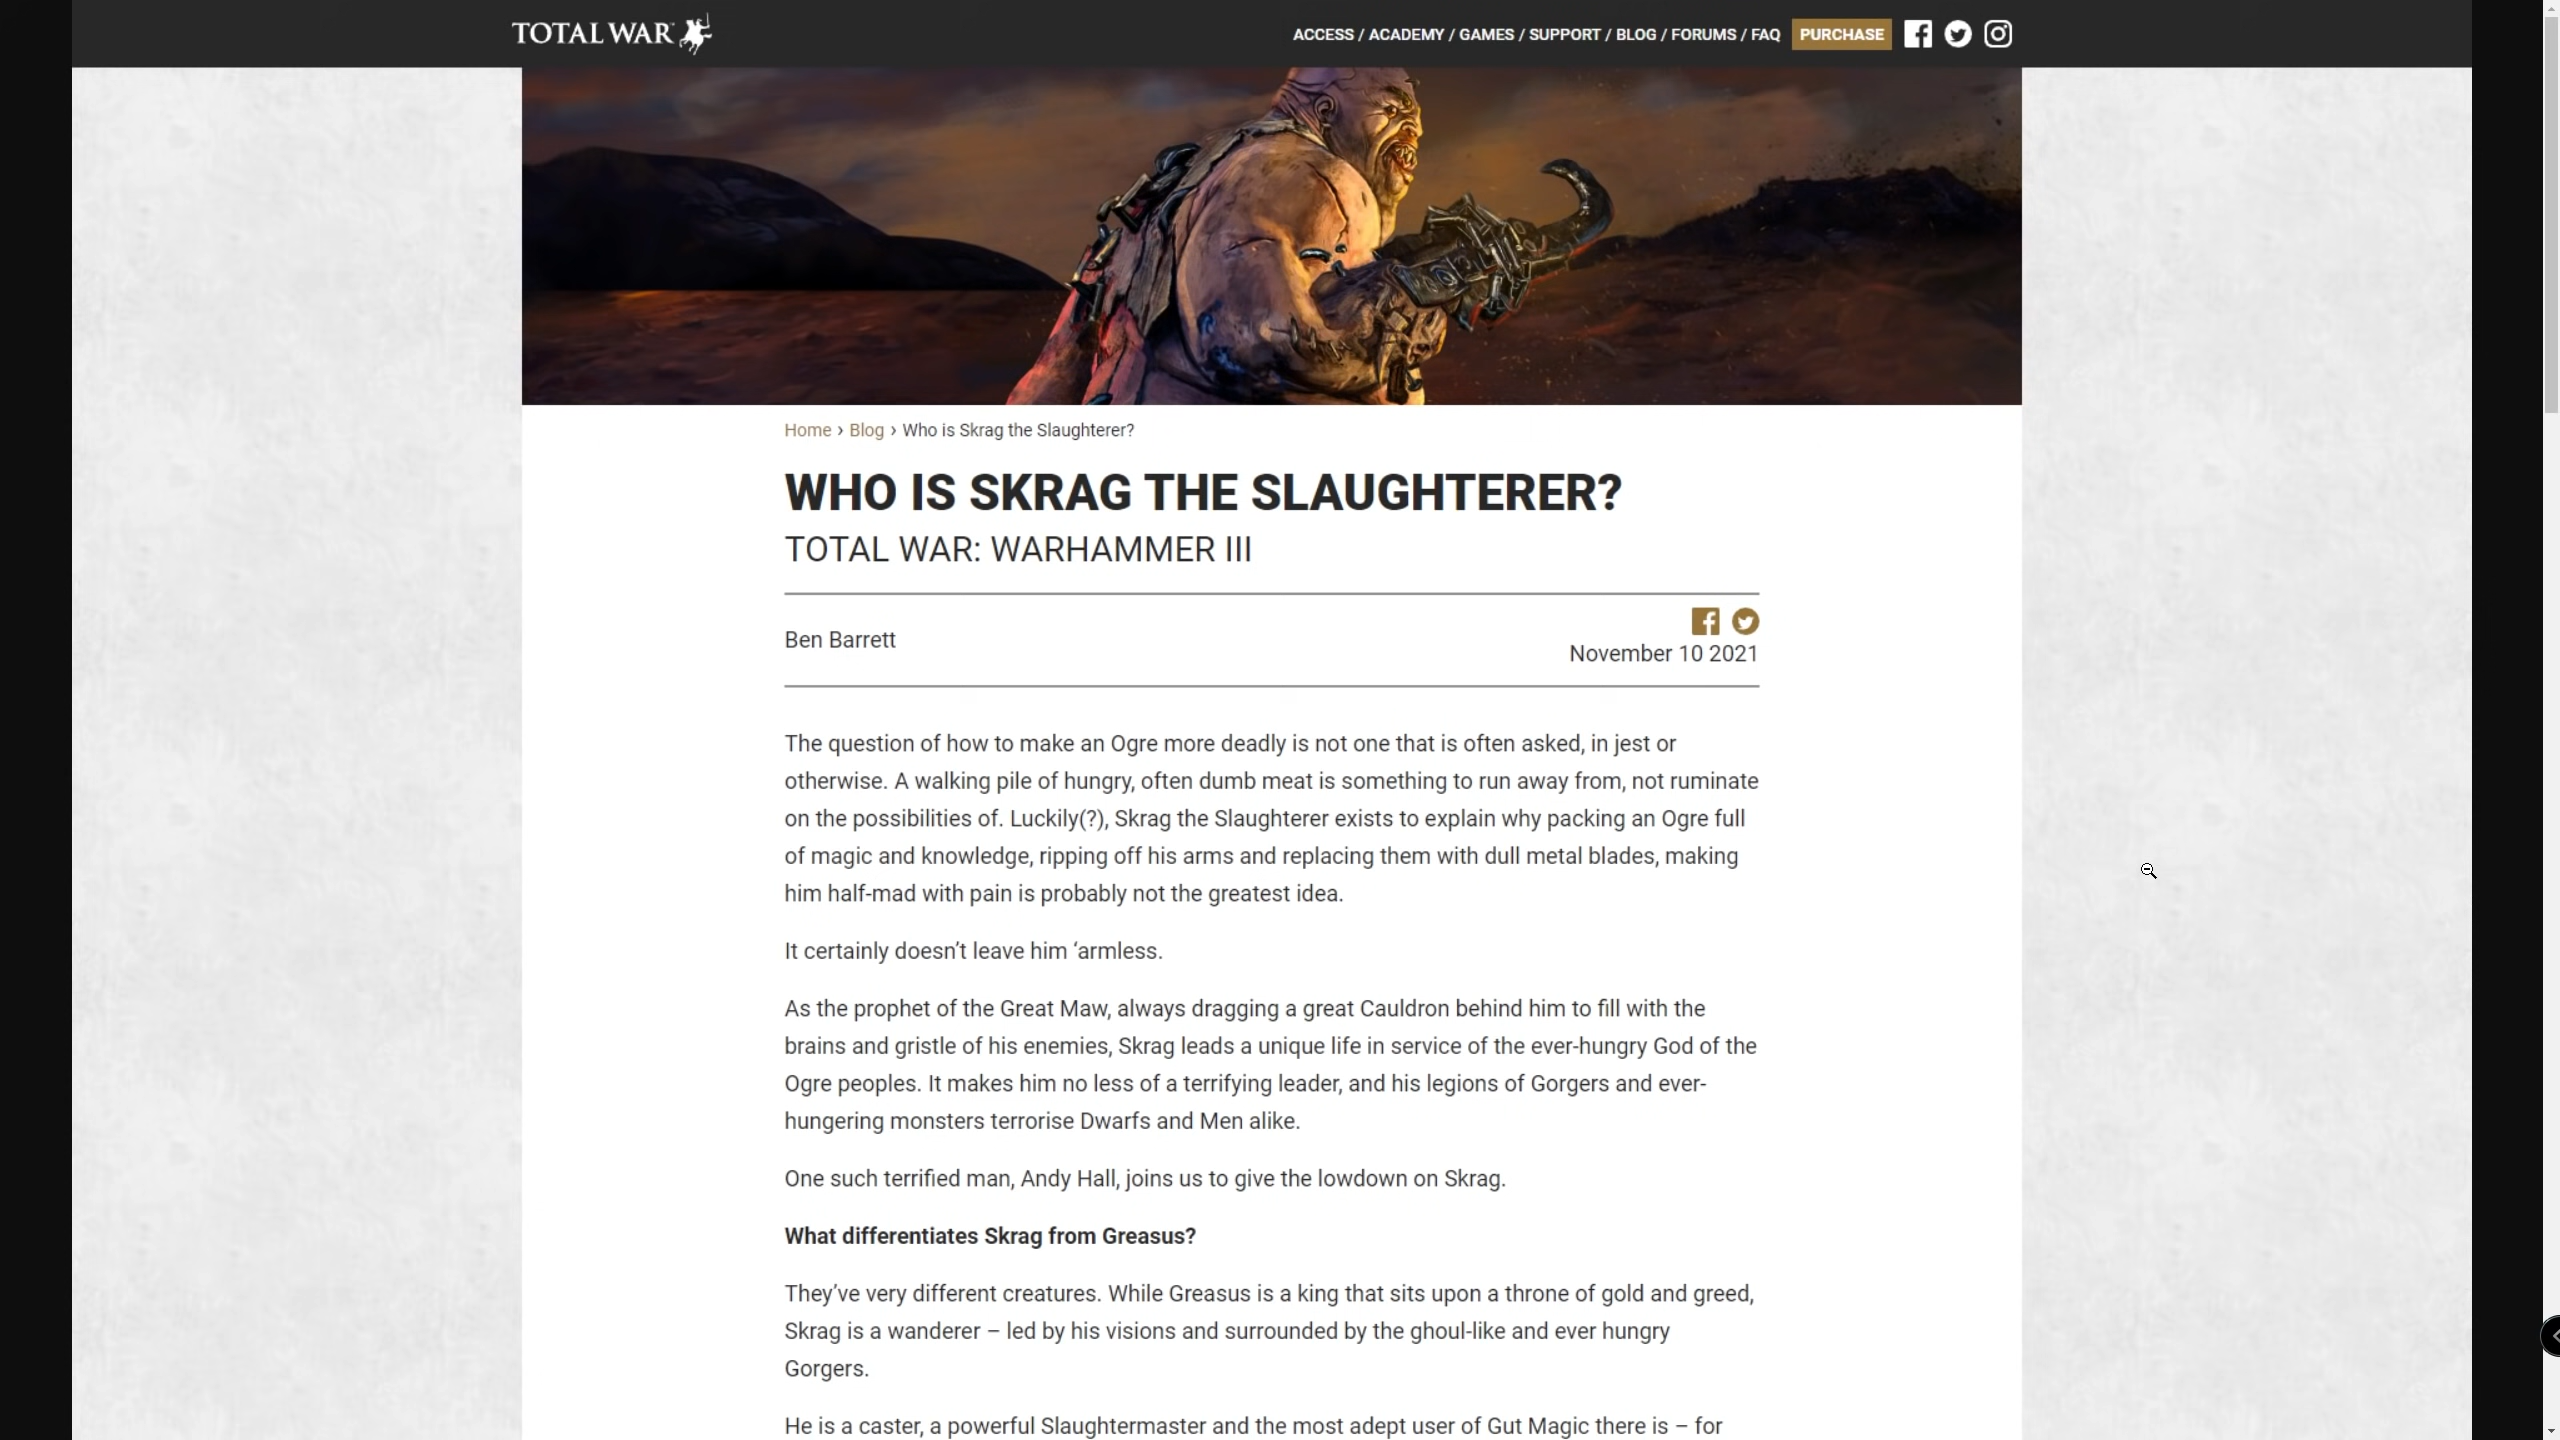 TOTAL WAR
ACCESS / ACADEMY / GAMES / SUPPORT / BLOG / FORUMS / FAQ PURCHASE
Home › Blog › Who is Skrag the Slaughterer?
WHO IS SKRAG THE SLAUGHTERER?
TOTAL WAR: WARHAMMER III
Ben Barrett
November 10 2021
The question of how to make an Ogre more deadly is not one that is often asked, in jest or
otherwise. A walking pile of hungry, often dumb meat is something to run away from, not ruminate
on the possibilities of. Luckily(?), Skrag the Slaughterer exists to explain why packing an Ogre full
of magic and knowledge, ripping off his arms and replacing them with dull metal blades, making
him half-mad with pain is probably not the greatest idea.
It certainly doesn’t leave him ‘armless.
As the prophet of the Great Maw, always dragging a great Cauldron behind him to fill with the
brains and gristle of his enemies, Skrag leads a unique life in service of the ever-hungry God of the
Ogre peoples. It makes him no less of a terrifying leader, and his legions of Gorgers and ever-
hungering monsters terrorise Dwarfs and Men alike.
One such terrified man, Andy Hall, joins us to give the lowdown on Skrag.
What differentiates Skrag from Greasus?
They’ve very different creatures. While Greasus is a king that sits upon a throne of gold and greed,
Skrag is a wanderer – led by his visions and surrounded by the ghoul-like and ever hungry
Gorgers.
He is a caster, a powerful Slaughtermaster and the most adept user of Gut Magic there is – for